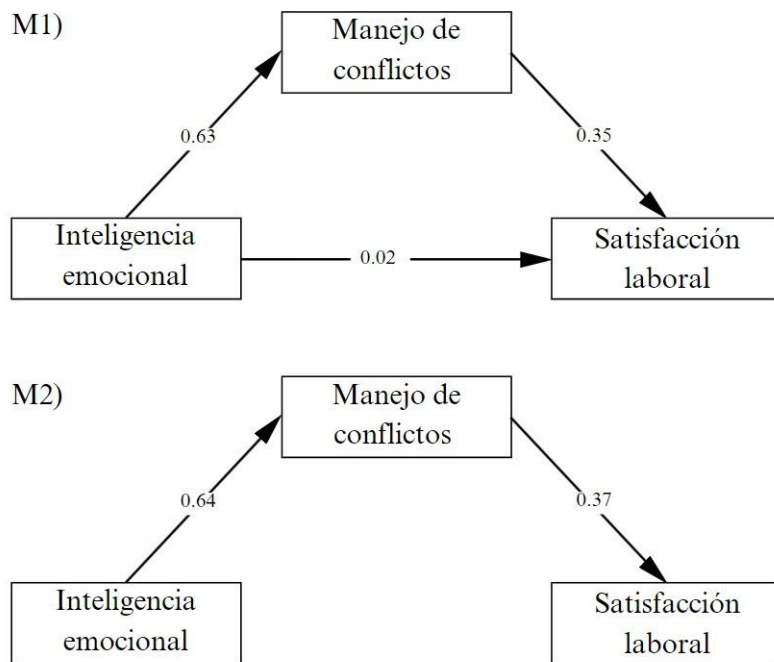 M1)
Manejo de
conflictos
0.63
0.35
Inteligencia
emocional
0.02
Satisfacción
laboral
M2)
Manejo de
conflictos
0.64
0.37
Inteligencia
emocional
Satisfacción
laboral